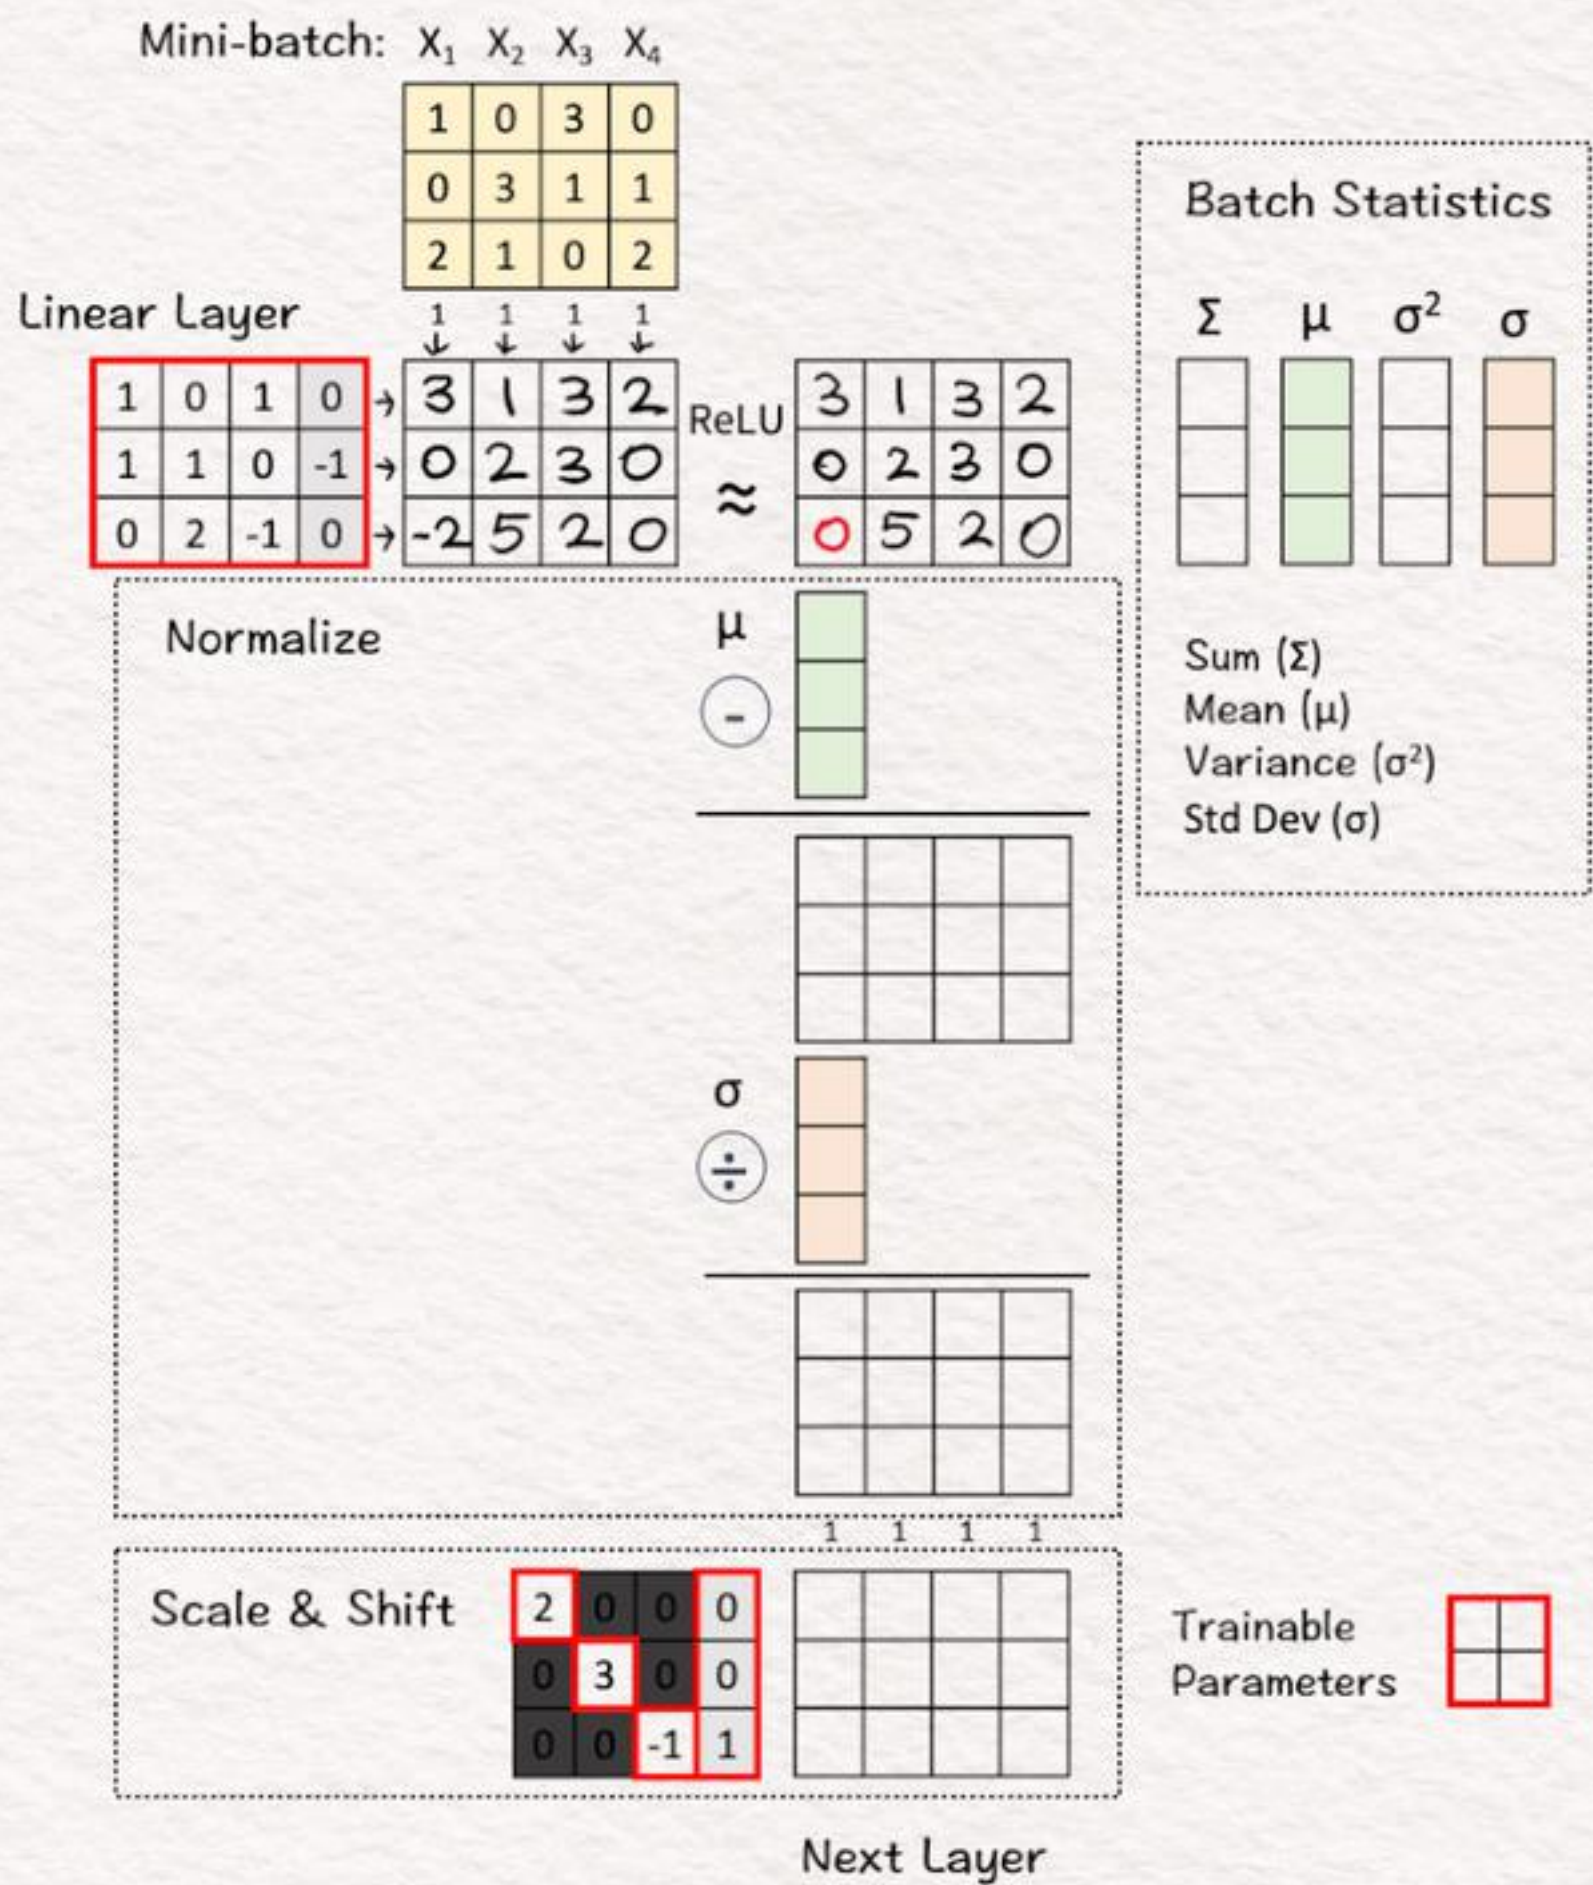 Mini-batch: X₁ X₂ X₃ X₄
1 0 3 0
0 3 1 1
2 1 0 2
Linear Layer
1 1 1 1
↓ ↓ ↓ ↓
1 0 1 0 → 3 1 3 2 ReLU 3 1 3 2
1 1 0 -1 → 0 2 3 0 ≈ 0 2 3 0
0 2 -1 0 → -2 5 2 0 0 5 2 0
Batch Statistics
Σ μ σ² σ
Sum (Σ)
Mean (μ)
Variance (σ²)
Std Dev (σ)
Normalize
μ
-
σ
÷
1 1 1 1
Scale & Shift
2 0 0 0
0 3 0 0
0 0 -1 1
Trainable
Parameters
Next Layer